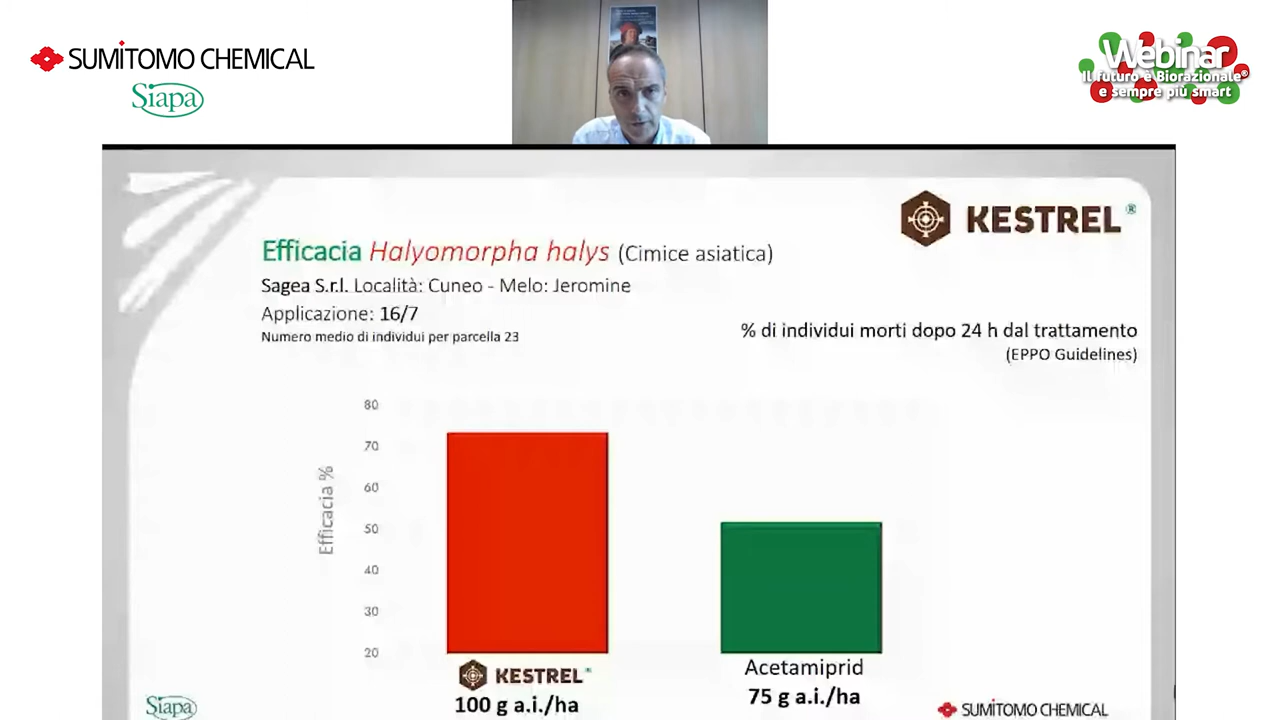 SUMITOMO CHEMICAL
Siapa
Webinar
Il futuro è Biorazionale®
e sempre più smart
KESTREL®
Efficacia Halyomorpha halys (Cimice asiatica)
Sagea S.r.l. Località: Cuneo - Melo: Jeromine
Applicazione: 16/7
Numero medio di individui per parcella 23
% di individui morti dopo 24 h dal trattamento
(EPPO Guidelines)
Efficacia %
80
70
60
50
40
30
20
KESTREL®
100 g a.i./ha
Acetamiprid
75 g a.i./ha
Siapa
SUMITOMO CHEMICAL